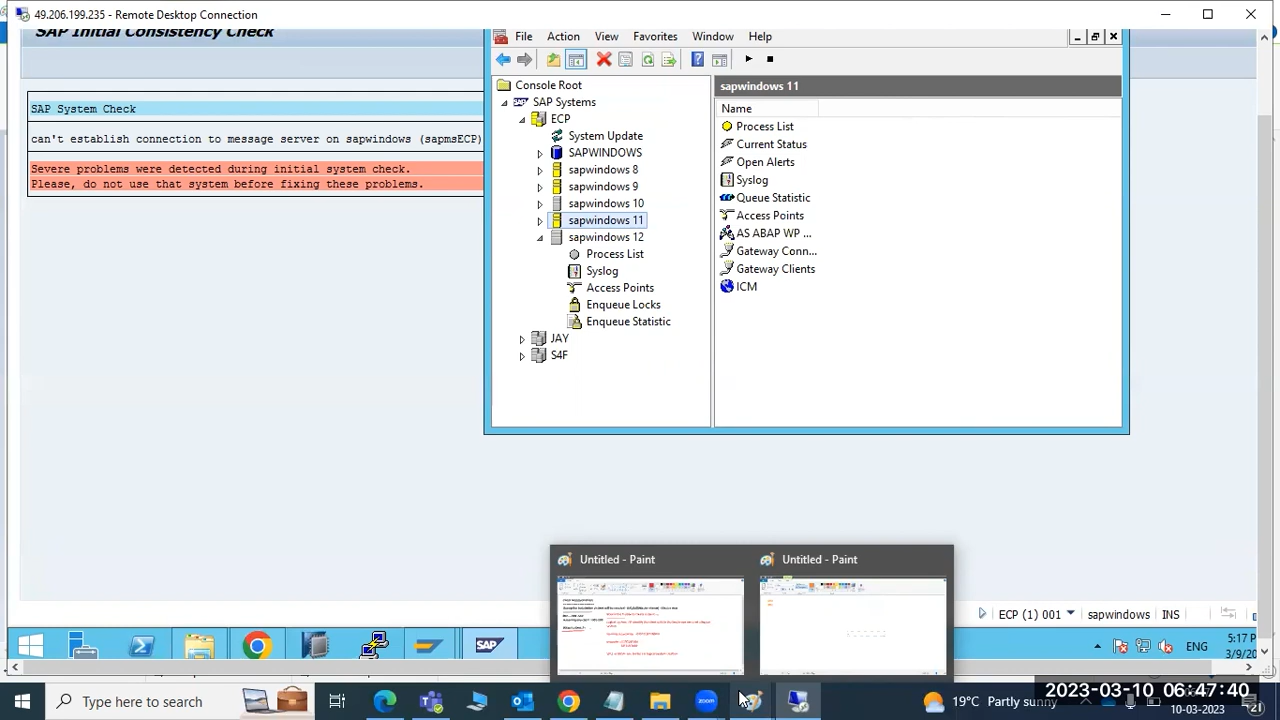 49.206.199.235 - Remote Desktop Connection
SAP Initial Consistency Check
SAP System Check
can't establish connection to message server on sapwindows (sapmsECP)
Severe problems were detected during initial system check.
Please, do not use that system before fixing these problems.
File Action View Favorites Window Help
Console Root
SAP Systems
ECP
System Update
SAPWINDOWS
sapwindows 8
sapwindows 9
sapwindows 10
sapwindows 11
sapwindows 12
Process List
Syslog
Access Points
Enqueue Locks
Enqueue Statistic
JAY
S4F
sapwindows 11
Name
Process List
Current Status
Open Alerts
Syslog
Queue Statistic
Access Points
AS ABAP WP ...
Gateway Conn...
Gateway Clients
ICM
Untitled - Paint
Untitled - Paint
INS
SAP
ENG
5:17 P
3/9/20
Type here to search
zoom
19°C Partly sunny
2023-03-10 06:47:40
10-03-2023